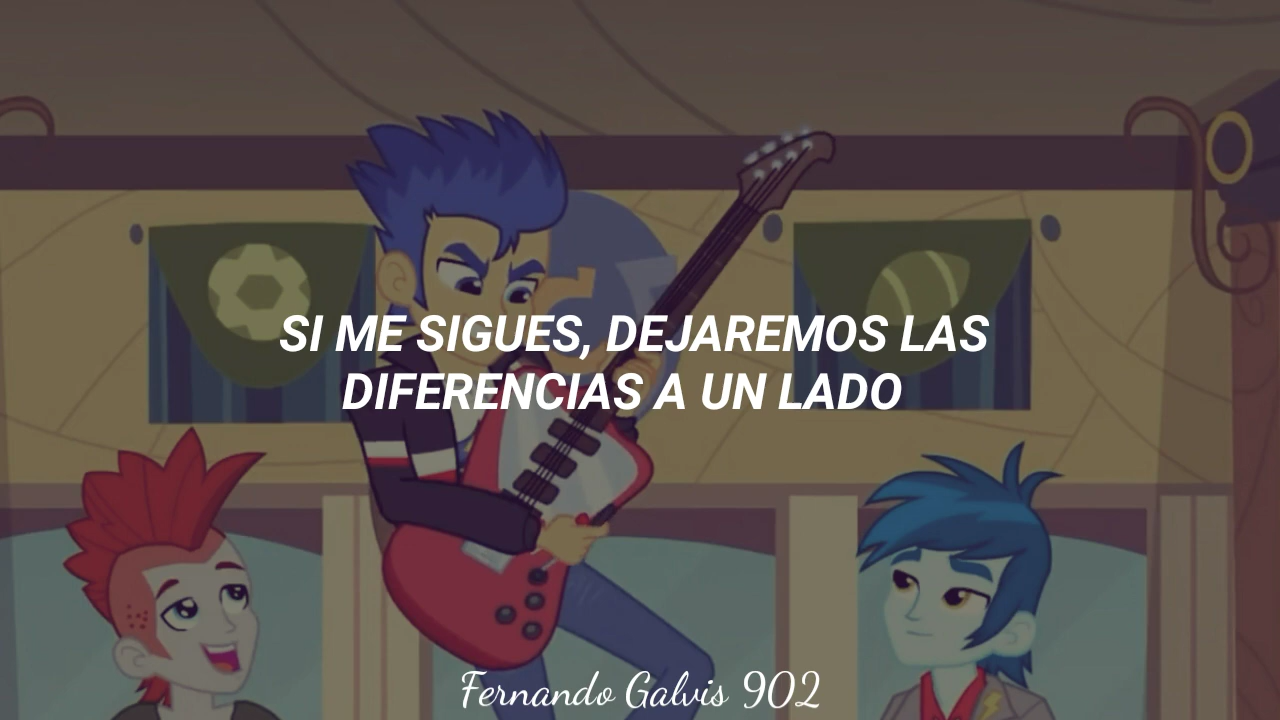 SI ME SIGUES, DEJAREMOS LAS
DIFERENCIAS A UN LADO
Fernando Galvis 902